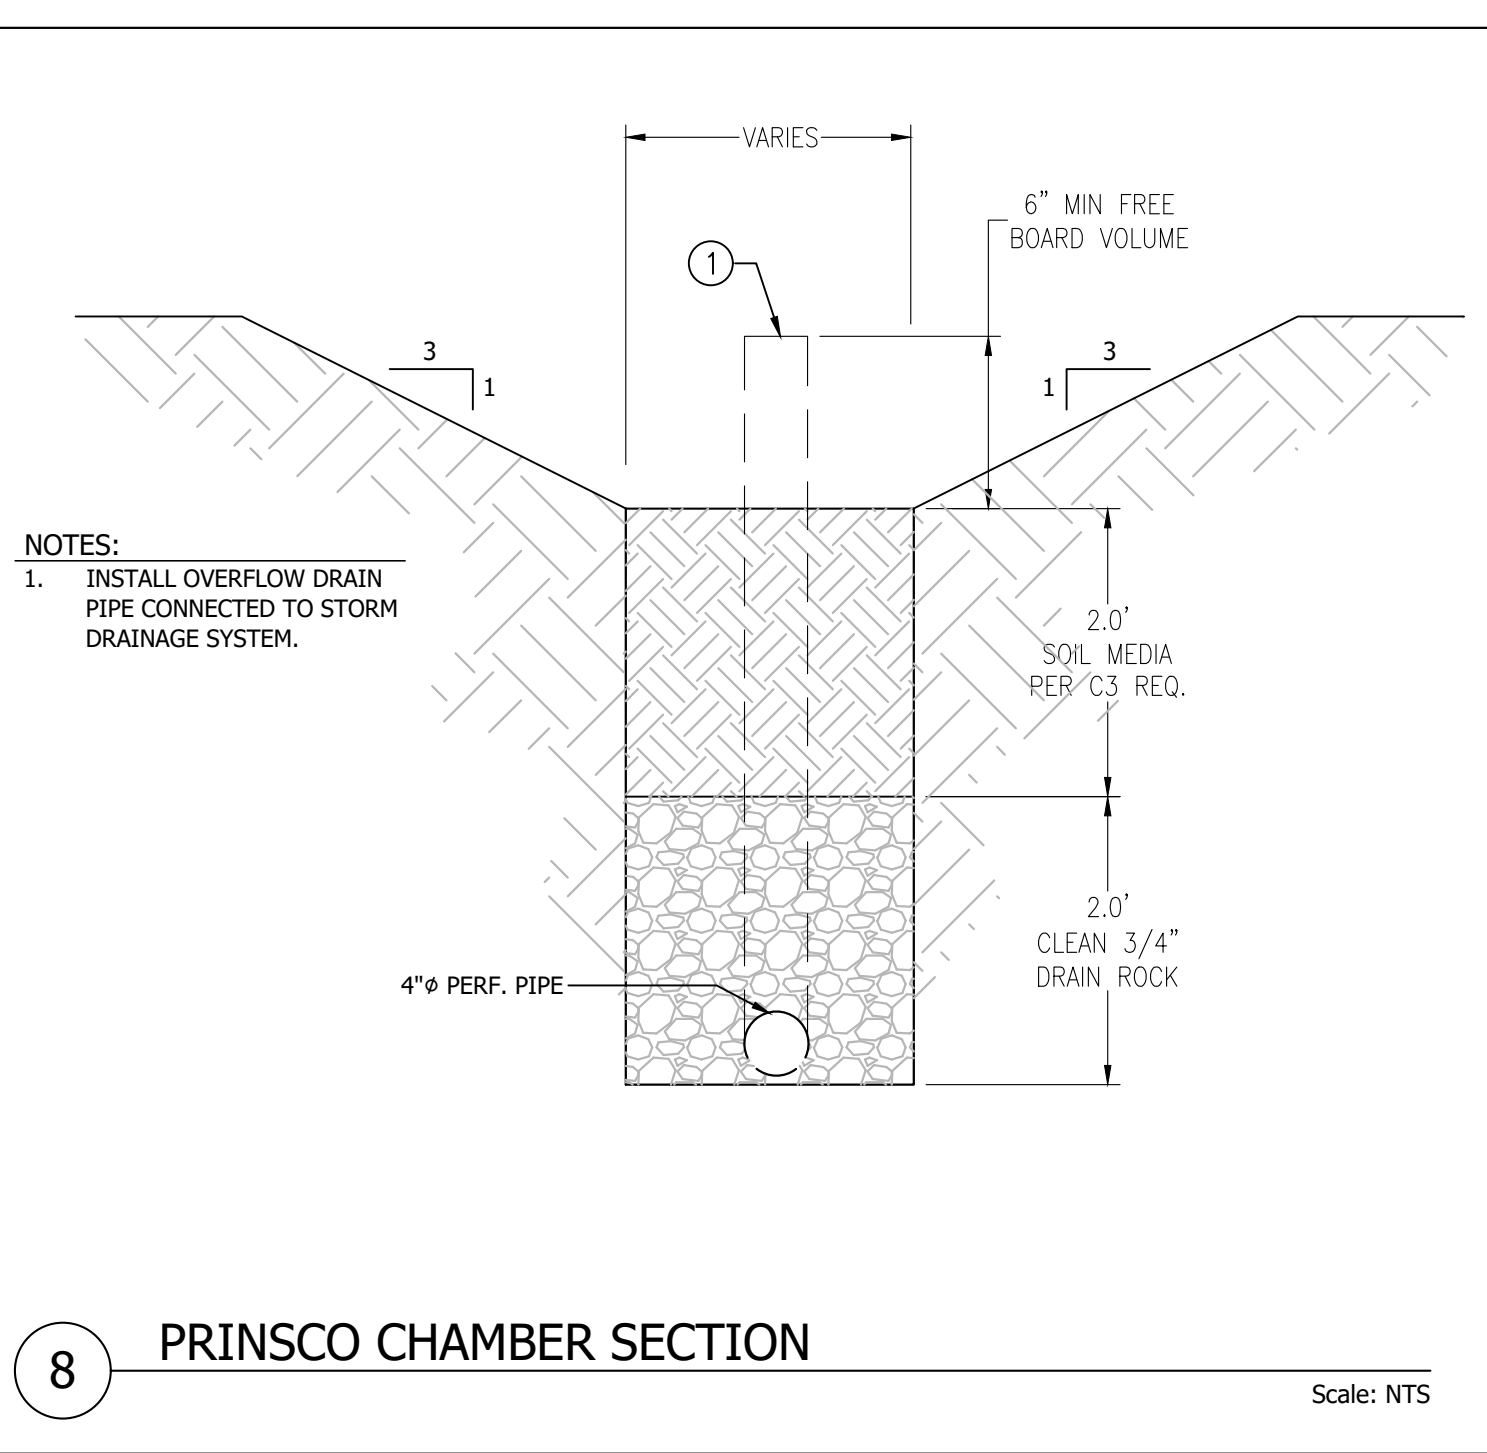 VARIES
6" MIN FREE
BOARD VOLUME
1
3
1
3
1
NOTES:
1. INSTALL OVERFLOW DRAIN
PIPE CONNECTED TO STORM
DRAINAGE SYSTEM.
2.0'
SOIL MEDIA
PER C3 REQ.
2.0'
CLEAN 3/4"
DRAIN ROCK
4"ø PERF. PIPE
8
PRINSCO CHAMBER SECTION
Scale: NTS